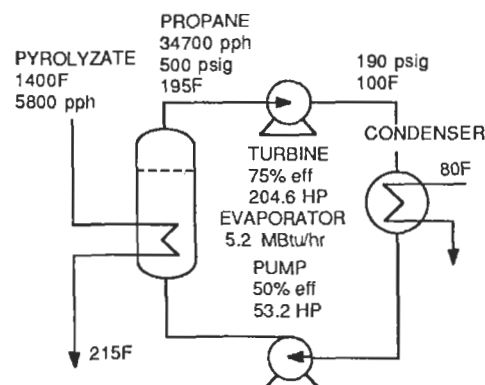 PROPANE
34700 pph
500 psig
195F
PYROLYZATE
1400F
5800 pph
190 psig
100F
CONDENSER
80F
TURBINE
75% eff
204.6 HP
EVAPORATOR
5.2 MBtu/hr
PUMP
50% eff
53.2 HP
215F